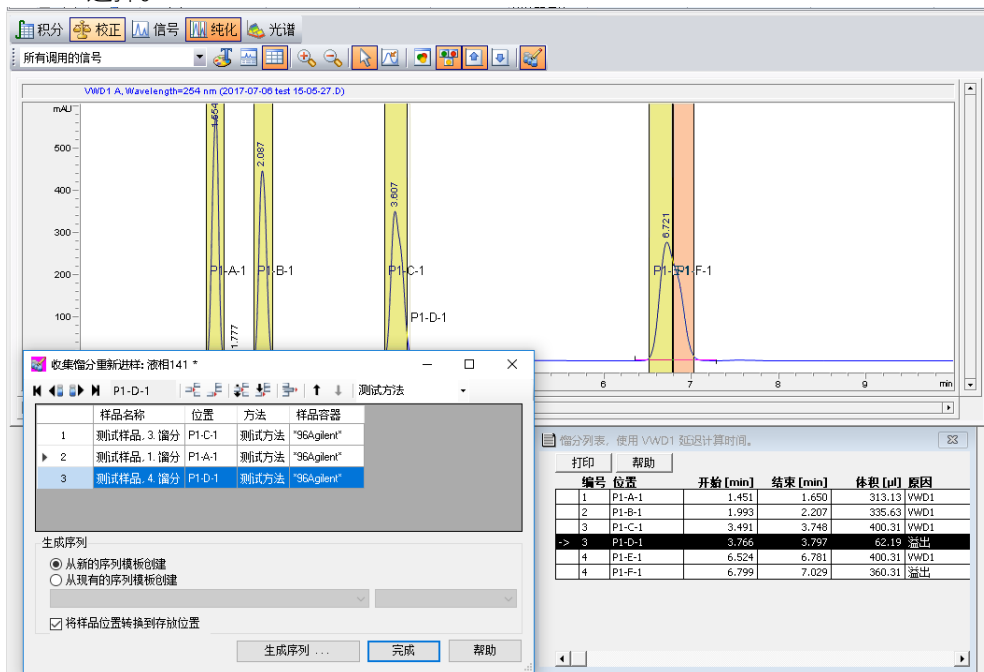 积分 校正 信号 纯化 光谱
所有调用的信号
VWD1 A, Wavelength=254 nm (2017-07-06 test 15-05-27.D)
mAU
500
400
300
200
100
1.654
1.777
2.087
3.607
6.721
P1-A-1
P1-B-1
P1-C-1
P1-D-1
P1-F-1
6 7 8 9 min
收集馏分重新进样: 液相141 *
P1-D-1 测试方法
样品名称 位置 方法 样品容器
1 测试样品, 3. 馏分 P1-C-1 测试方法 "96Agilent"
2 测试样品, 1. 馏分 P1-A-1 测试方法 "96Agilent"
3 测试样品, 4. 馏分 P1-D-1 测试方法 "96Agilent"
生成序列
从新的序列模板创建
从现有的序列模板创建
将样品位置转换到存放位置
生成序列 ... 完成 帮助
馏分列表, 使用 VWD1 延迟计算时间。
打印 帮助
编号 位置 开始 [min] 结束 [min] 体积 [µl] 原因
1 P1-A-1 1.451 1.650 313.13 VWD1
2 P1-B-1 1.993 2.207 335.63 VWD1
3 P1-C-1 3.491 3.748 400.31 VWD1
-> 3 P1-D-1 3.766 3.797 62.19 溢出
4 P1-E-1 6.524 6.781 400.31 VWD1
4 P1-F-1 6.799 7.029 360.31 溢出